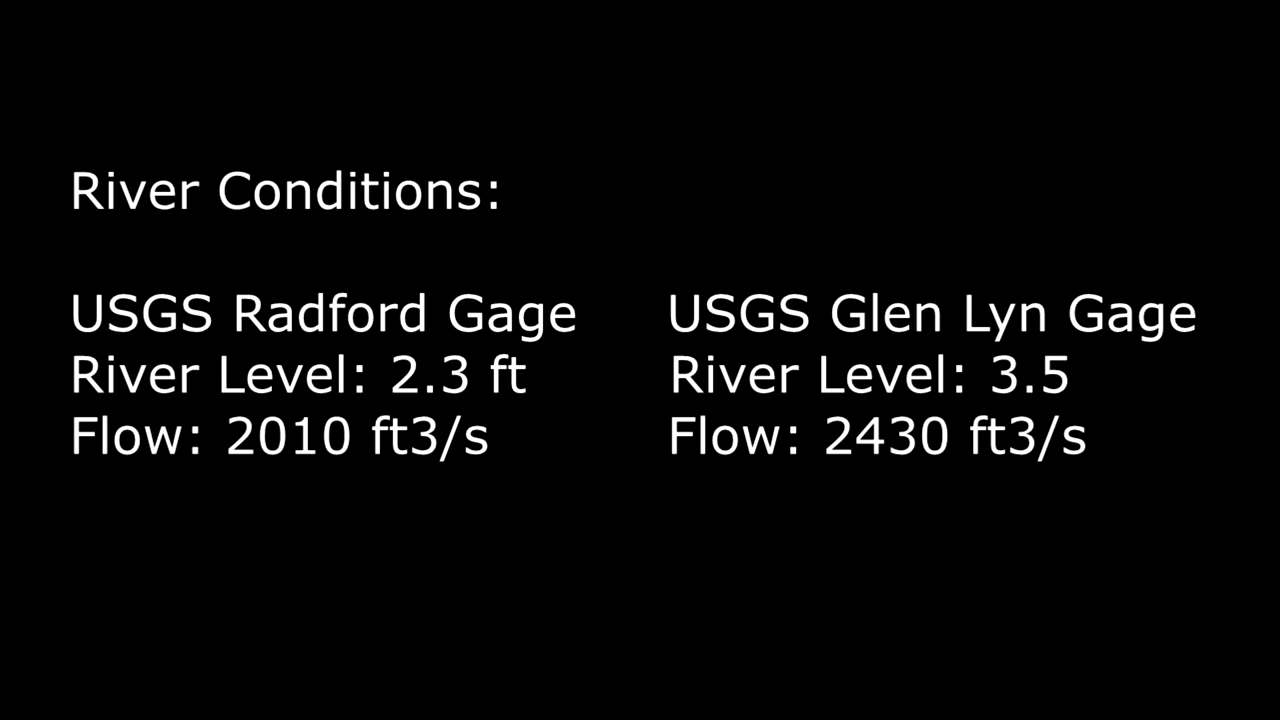 River Conditions:
USGS Radford Gage
River Level: 2.3 ft
Flow: 2010 ft3/s
USGS Glen Lyn Gage
River Level: 3.5
Flow: 2430 ft3/s